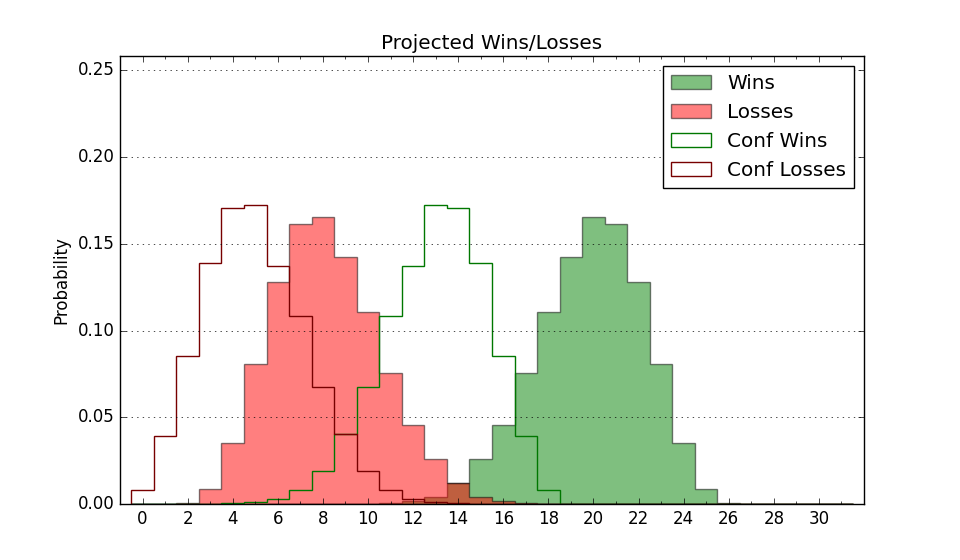 Projected Wins/Losses
Wins
Losses
Conf Wins
Conf Losses
Probability
0.25
0.20
0.15
0.10
0.05
0.00
0 2 4 6 8 10 12 14 16 18 20 22 24 26 28 30